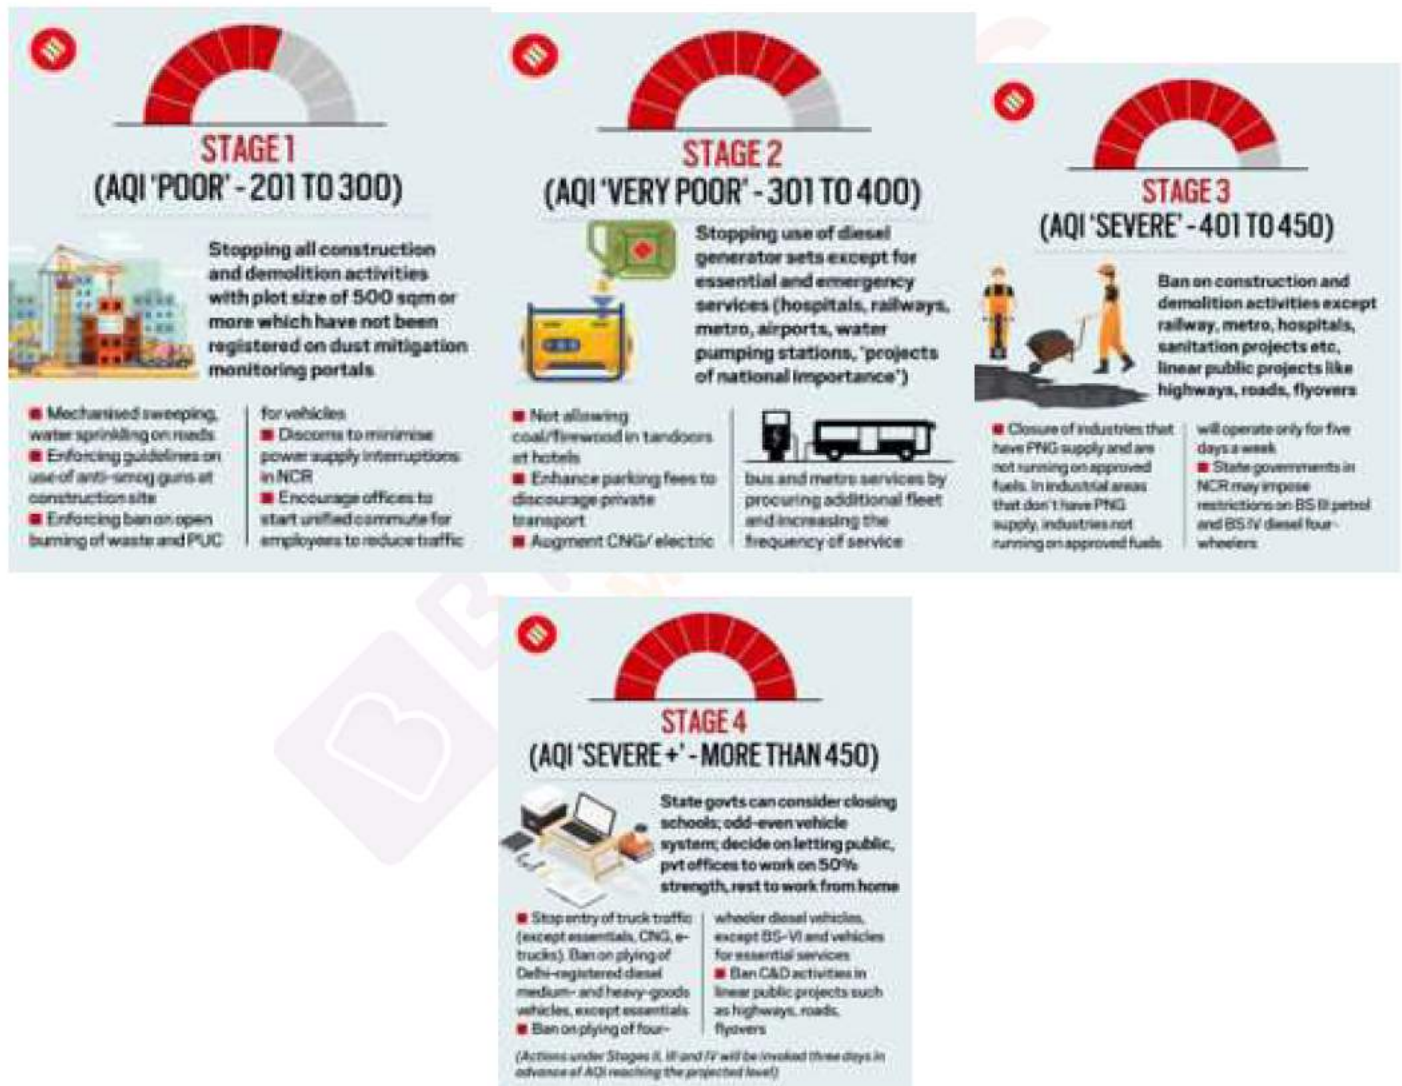 STAGE 1
(AQI 'POOR' - 201 TO 300)
Stopping all construction
and demolition activities
with plot size of 500 sqm or
more which have not been
registered on dust mitigation
monitoring portals
Mechanised sweeping,
water sprinkling on roads
Enforcing guidelines on
use of anti-smog guns at
construction site
Enforcing ban on open
burning of waste and PUC
for vehicles
Discoms to minimise
power supply interruptions
in NCR
Encourage offices to
start unified commute for
employees to reduce traffic
STAGE 2
(AQI 'VERY POOR' - 301 TO 400)
Stopping use of diesel
generator sets except for
essential and emergency
services (hospitals, railways,
metro, airports, water
pumping stations, 'projects
of national importance')
Not allowing
coal/firewood in tandoors
at hotels
Enhance parking fees to
discourage private
transport
Augment CNG/ electric
bus and metro services by
procuring additional fleet
and increasing the
frequency of service
STAGE 3
(AQI 'SEVERE' - 401 TO 450)
Ban on construction and
demolition activities except
railway, metro, hospitals,
sanitation projects etc,
linear public projects like
highways, roads, flyovers
Closure of industries that
have PNG supply and are
not running on approved
fuels. In industrial areas
that don't have PNG
supply, industries not
running on approved fuels
will operate only for five
days a week
State governments in
NCR may impose
restrictions on BS III petrol
and BS IV diesel four-
wheelers
STAGE 4
(AQI 'SEVERE +' - MORE THAN 450)
State govts can consider closing
schools; odd-even vehicle
system; decide on letting public,
pvt offices to work on 50%
strength, rest to work from home
Stop entry of truck traffic
(except essentials, CNG, e-
trucks). Ban on plying of
Delhi-registered diesel
medium- and heavy-goods
vehicles, except essentials
Ban on plying of four-
wheeler diesel vehicles,
except BS-VI and vehicles
for essential services
Ban C&D activities in
linear public projects such
as highways, roads,
flyovers
(Actions under Stages II, III and IV will be invoked three days in
advance of AQI reaching the projected level)